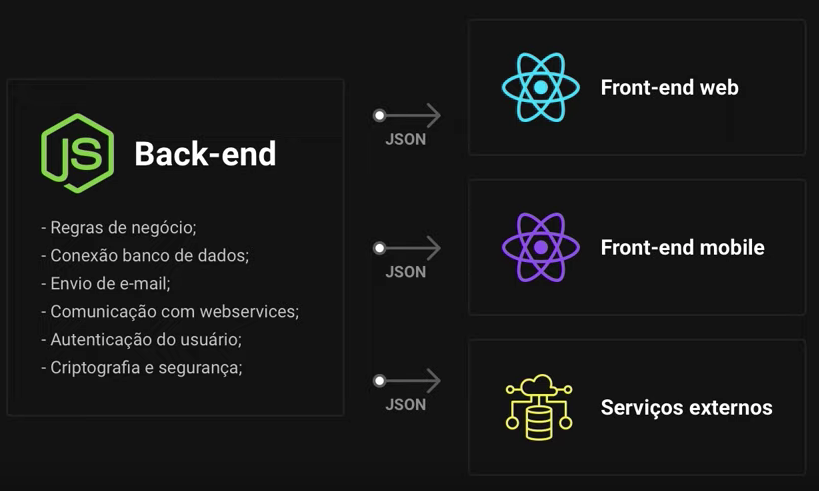 JS
Back-end
- Regras de negócio;
- Conexão banco de dados;
- Envio de e-mail;
- Comunicação com webservices;
- Autenticação do usuário;
- Criptografia e segurança;
JSON
JSON
JSON
Front-end web
Front-end mobile
Serviços externos